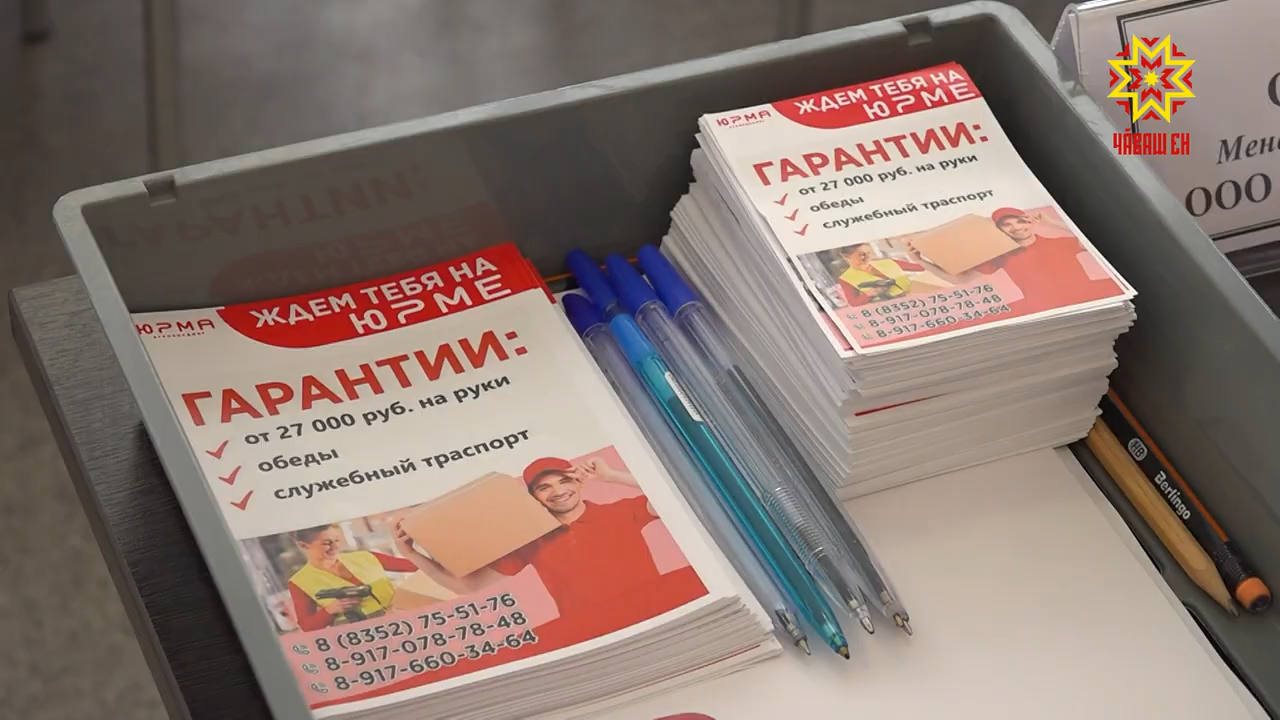 ЮРМА
ЖДЕМ ТЕБЯ НА
ЮРМЕ
ГАРАНТИИ:
от 27 000 руб. на руки
обеды
служебный траспорт
8 (8352) 75-51-76
8-917-078-78-48
8-917-660-34-64
ЮРМА
ЖДЕМ ТЕБЯ НА
ЮРМЕ
ГАРАНТИИ:
от 27 000 руб. на руки
обеды
служебный траспорт
8 (8352) 75-51-76
8-917-078-78-48
8-917-660-34-64
HB
Berlingo
ООО
ЧӐВАШ ЕН